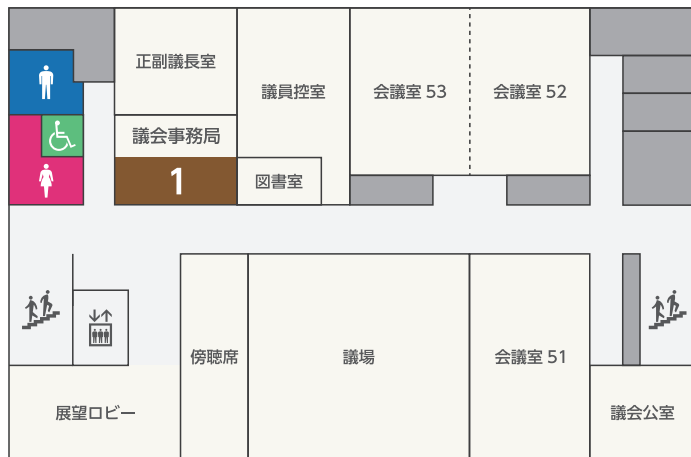 正副議長室
議員控室
会議室 53
会議室 52
議会事務局
1
図書室
傍聴席
議場
会議室 51
展望ロビー
議会公室